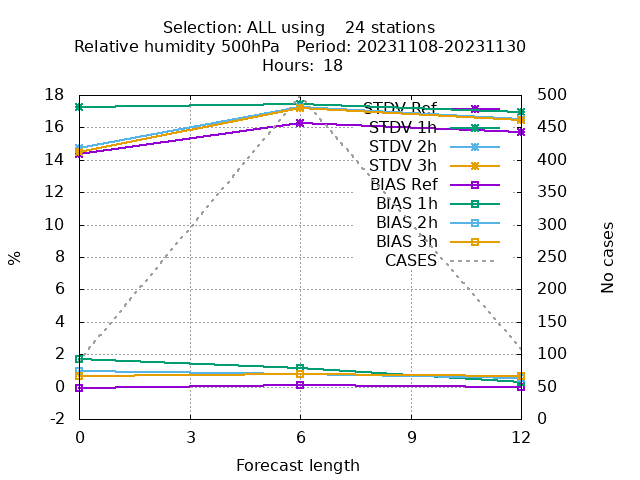 Selection: ALL using    24 stations
Relative humidity 500hPa   Period: 20231108-20231130
Hours: 18
18 500
STDV Ref
16 STDV 1h 450
STDV 2h
14 STDV 3h 400
12 BIAS Ref 350
BIAS 1h
10 BIAS 2h 300
BIAS 3h
8 CASES 250
% No cases
6 200
4 150
2 100
0 50
-2 0
0 3 6 9 12
Forecast length